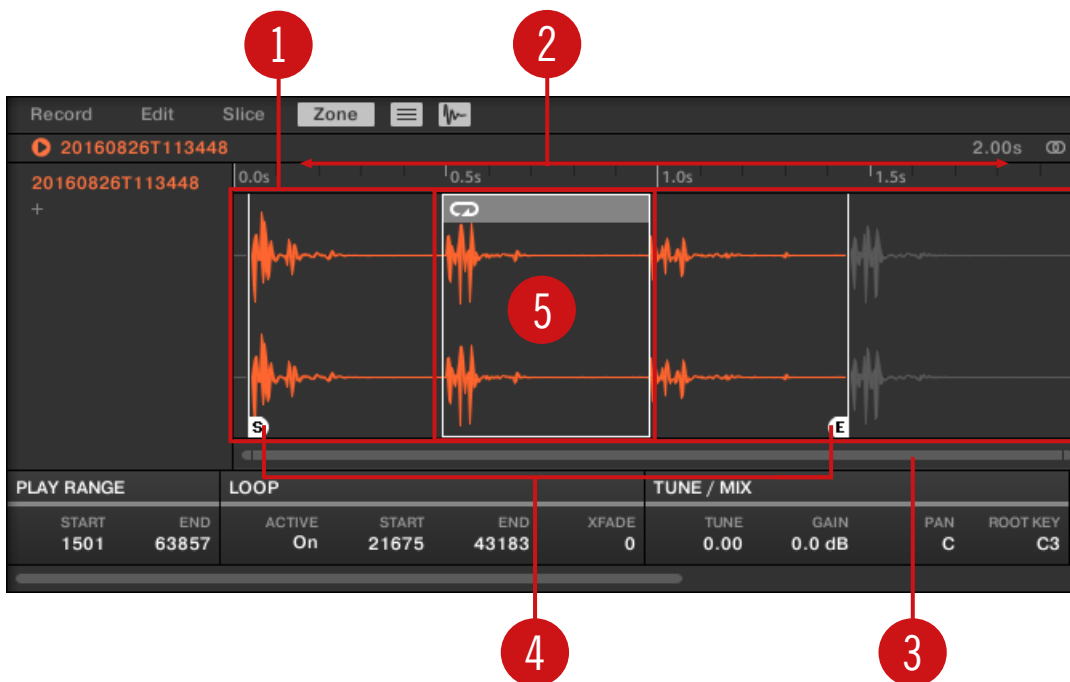 1 2
Record Edit Slice Zone
20160826T113448 2.00s
20160826T113448 0.0s 0.5s 1.0s 1.5s
+
5
S E
PLAY RANGE LOOP TUNE / MIX
START END ACTIVE START END XFADE TUNE GAIN PAN ROOT KEY
1501 63857 On 21675 43183 0 0.00 0.0 dB C C3
4 3